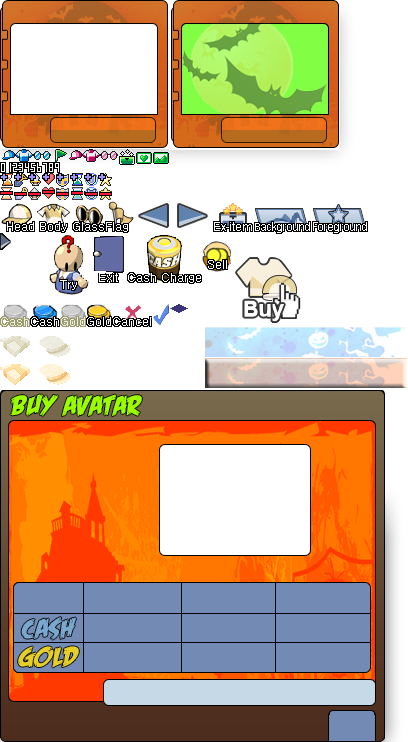 0123456789
Head Body Glass Flag Ex-Item Background Foreground
Try Exit Cash Charge Sell
CASH
Buy
Cash Cash Gold Gold Cancel
BUY AVATAR
CASH
GOLD